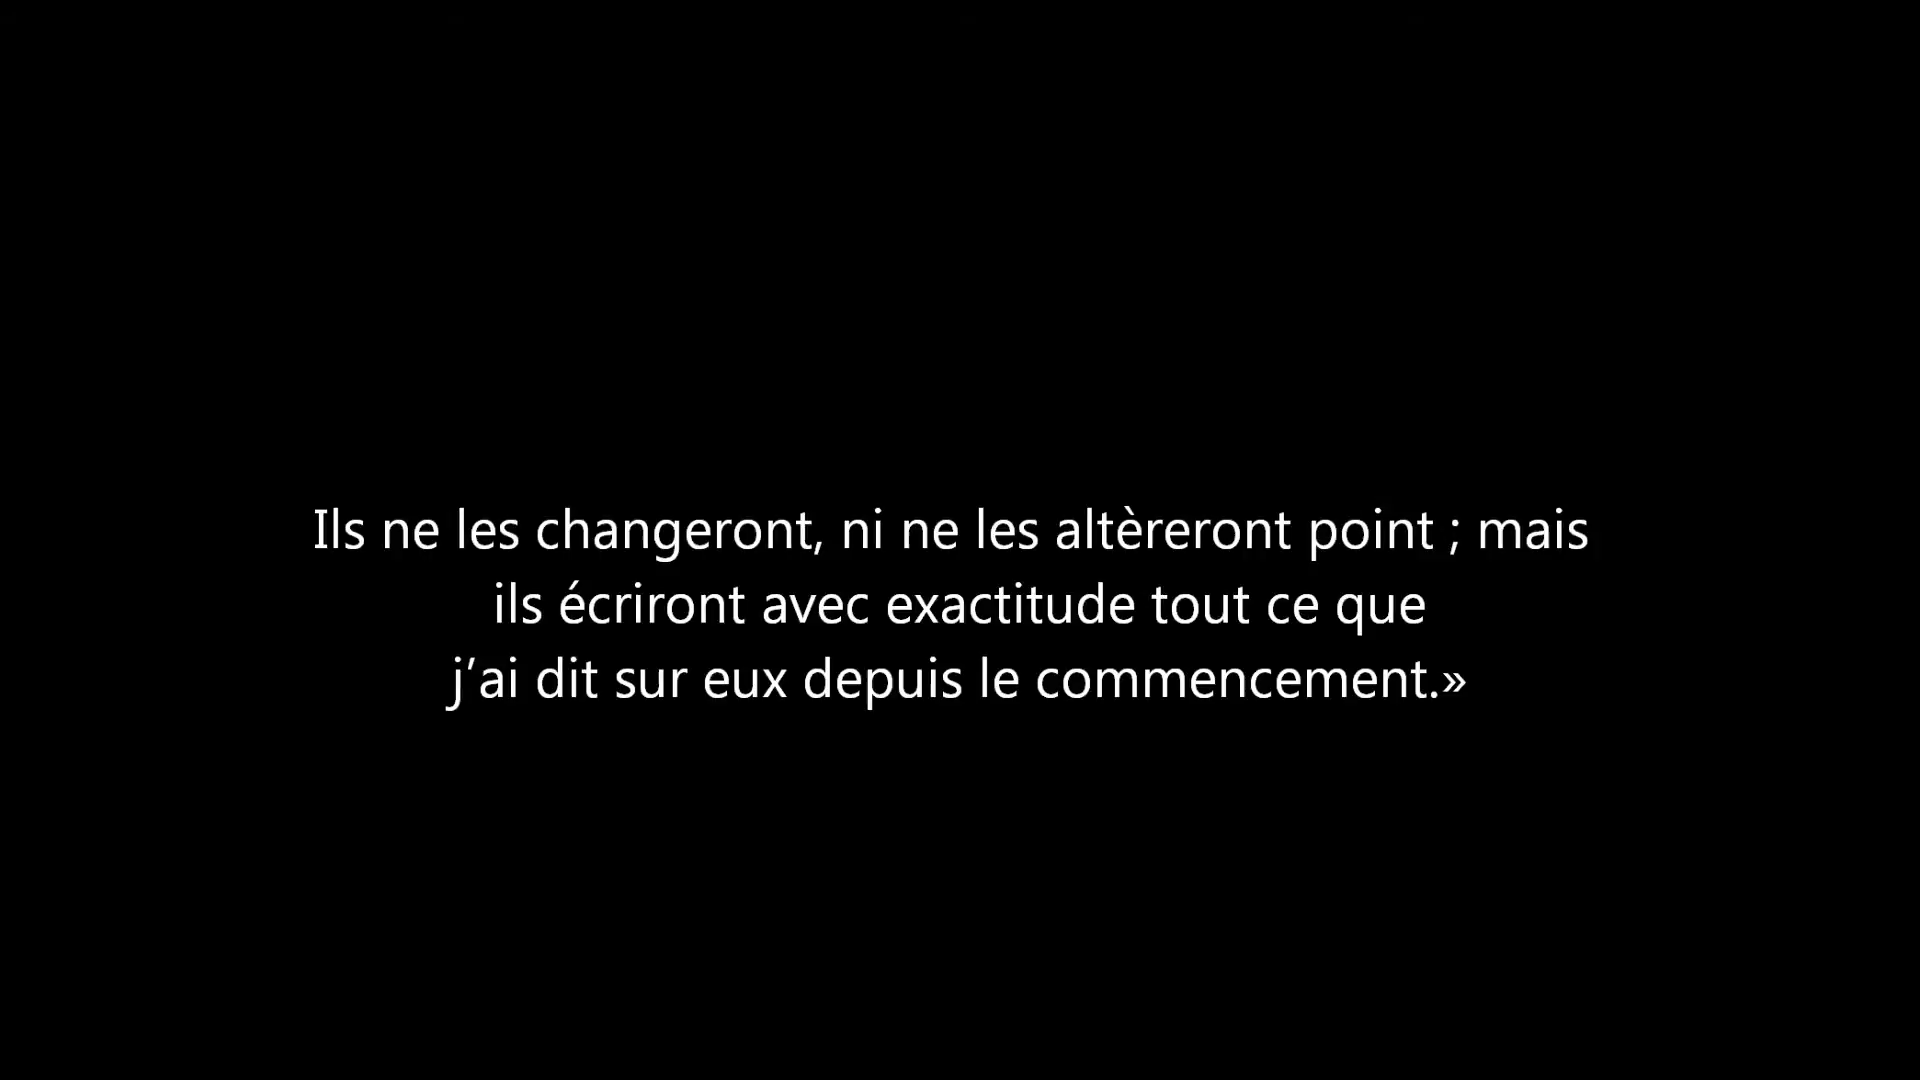 Ils ne les changeront, ni ne les altèreront point ; mais
ils écriront avec exactitude tout ce que
j’ai dit sur eux depuis le commencement.»